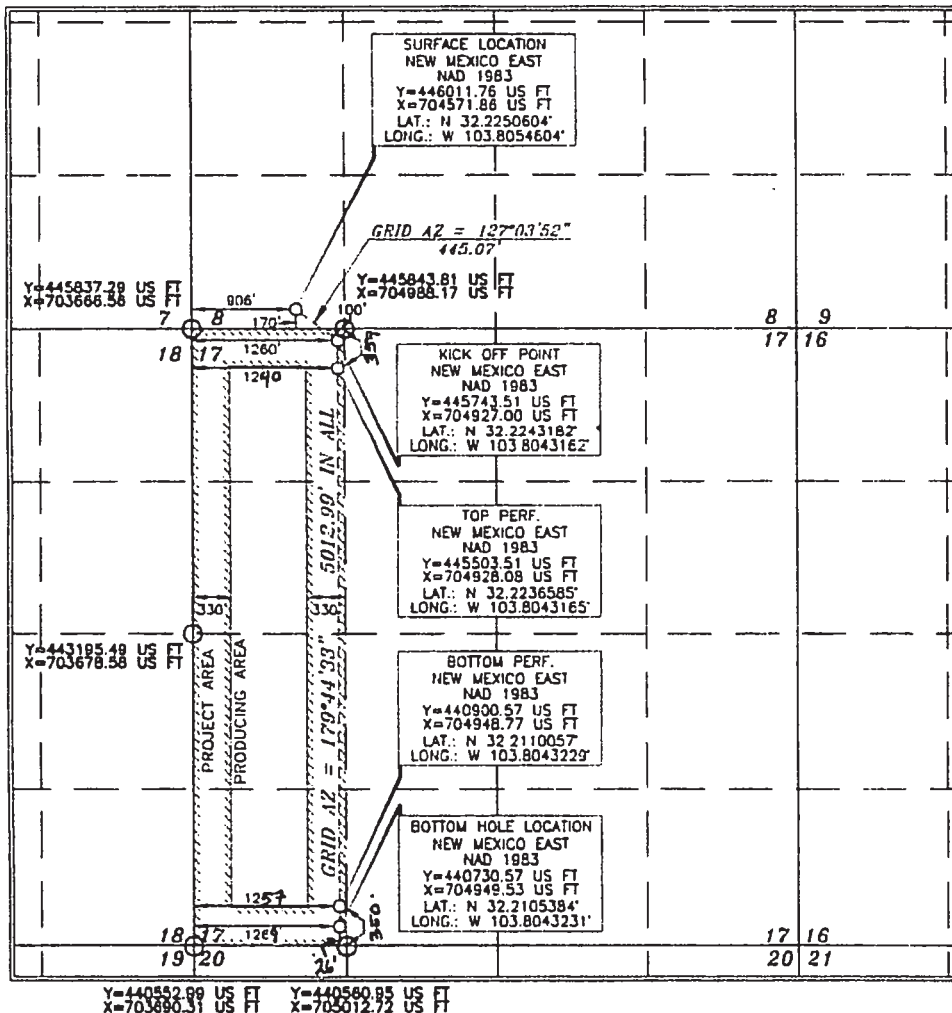 SURFACE LOCATION
NEW MEXICO EAST
NAD 1983
Y=446011.76 US FT
X=704571.86 US FT
LAT.: N 32.2250604°
LONG.: W 103.8054604°
GRID AZ = 127°03'52"
445.07'
Y=445837.29 US FT
X=703666.58 US FT
Y=445843.81 US FT
X=704988.17 US FT
906'
170'
100'
7 8
18 17
8 9
17 16
1260'
1240
KICK OFF POINT
NEW MEXICO EAST
NAD 1983
Y=445743.51 US FT
X=704927.00 US FT
LAT.: N 32.2243182°
LONG.: W 103.8043162°
TOP PERF.
NEW MEXICO EAST
NAD 1983
Y=445503.51 US FT
X=704928.08 US FT
LAT.: N 32.2236585°
LONG.: W 103.8043165°
GRID AZ = 179°44'33" 5012.99' IN ALL
330'
330'
Y=443195.49 US FT
X=703678.58 US FT
PROJECT AREA
PRODUCING AREA
BOTTOM PERF.
NEW MEXICO EAST
NAD 1983
Y=440900.57 US FT
X=704948.77 US FT
LAT.: N 32.2110057°
LONG.: W 103.8043229°
BOTTOM HOLE LOCATION
NEW MEXICO EAST
NAD 1983
Y=440730.57 US FT
X=704949.53 US FT
LAT.: N 32.2105384°
LONG.: W 103.8043231°
1257
350'
18 17
19 20
17 16
20 21
Y=440552.99 US FT
X=703690.31 US FT
Y=440560.95 US FT
X=705012.72 US FT